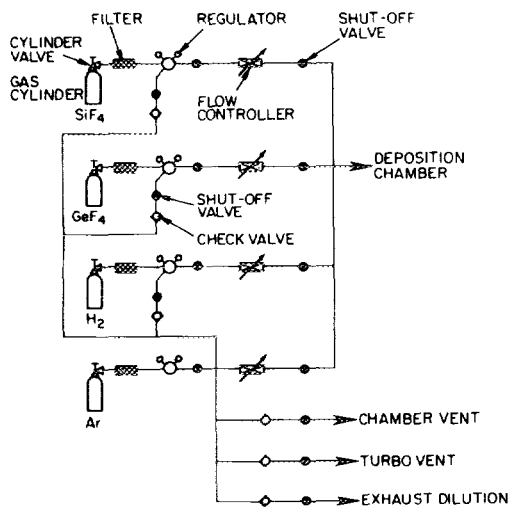 FILTER
REGULATOR
SHUT-OFF
VALVE
CYLINDER
VALVE
GAS
CYLINDER
SiF4
FLOW
CONTROLLER
DEPOSITION
CHAMBER
GeF4
SHUT-OFF
VALVE
CHECK VALVE
H2
Ar
CHAMBER VENT
TURBO VENT
EXHAUST DILUTION